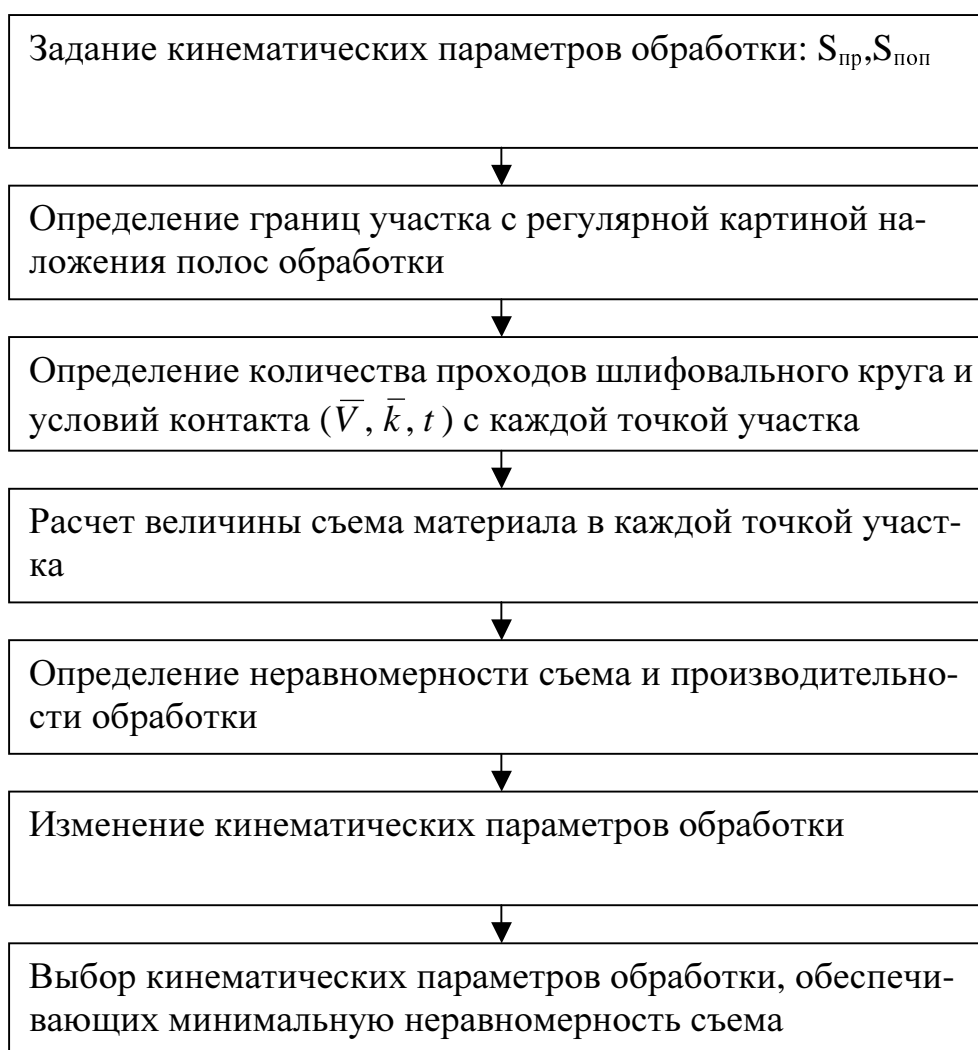 Задание кинематических параметров обработки: Sпр,Sпоп
Определение границ участка с регулярной картиной на-
ложения полос обработки
Определение количества проходов шлифовального круга и
условий контакта (V̅, k̅, t ) с каждой точкой участка
Расчет величины съема материала в каждой точкой участ-
ка
Определение неравномерности съема и производительно-
сти обработки
Изменение кинематических параметров обработки
Выбор кинематических параметров обработки, обеспечи-
вающих минимальную неравномерность съема